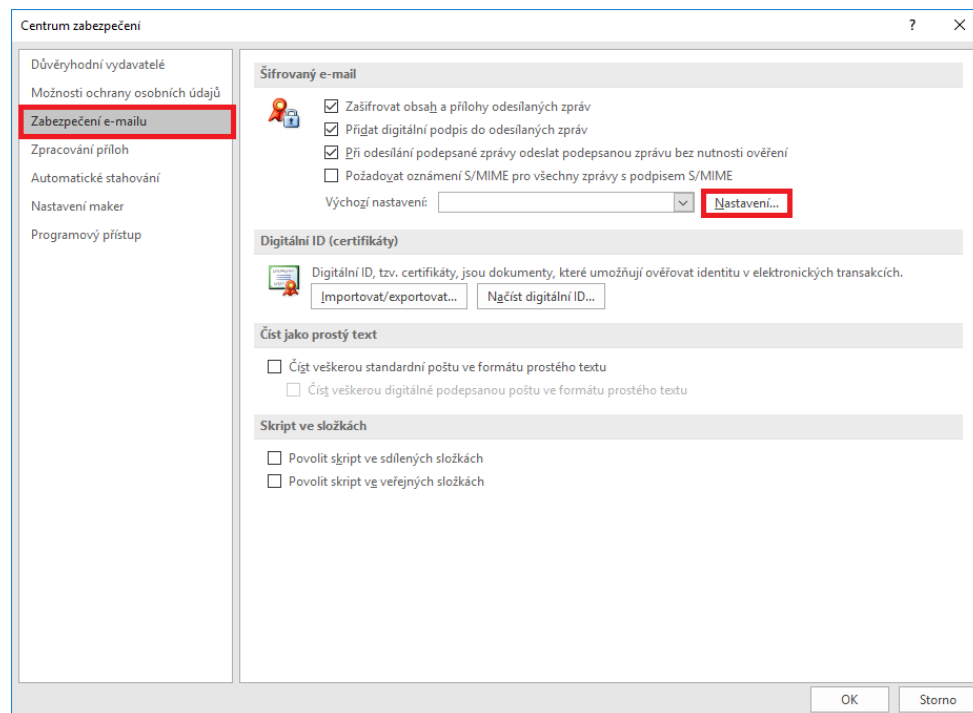 Centrum zabezpečení
?
Důvěryhodní vydavatelé
Možnosti ochrany osobních údajů
Zabezpečení e-mailu
Zpracování příloh
Automatické stahování
Nastavení maker
Programový přístup
Šifrovaný e-mail
Zašifrovat obsah a přílohy odesílaných zpráv
Přidat digitální podpis do odesílaných zpráv
Při odesílání podepsané zprávy odeslat podepsanou zprávu bez nutnosti ověření
Požadovat oznámení S/MIME pro všechny zprávy s podpisem S/MIME
Výchozí nastavení: Nastavení...
Digitální ID (certifikáty)
Digitální ID, tzv. certifikáty, jsou dokumenty, které umožňují ověřovat identitu v elektronických transakcích.
Importovat/exportovat... Načíst digitální ID...
Číst jako prostý text
Číst veškerou standardní poštu ve formátu prostého textu
Číst veškerou digitálně podepsanou poštu ve formátu prostého textu
Skript ve složkách
Povolit skript ve sdílených složkách
Povolit skript ve veřejných složkách
OK Storno